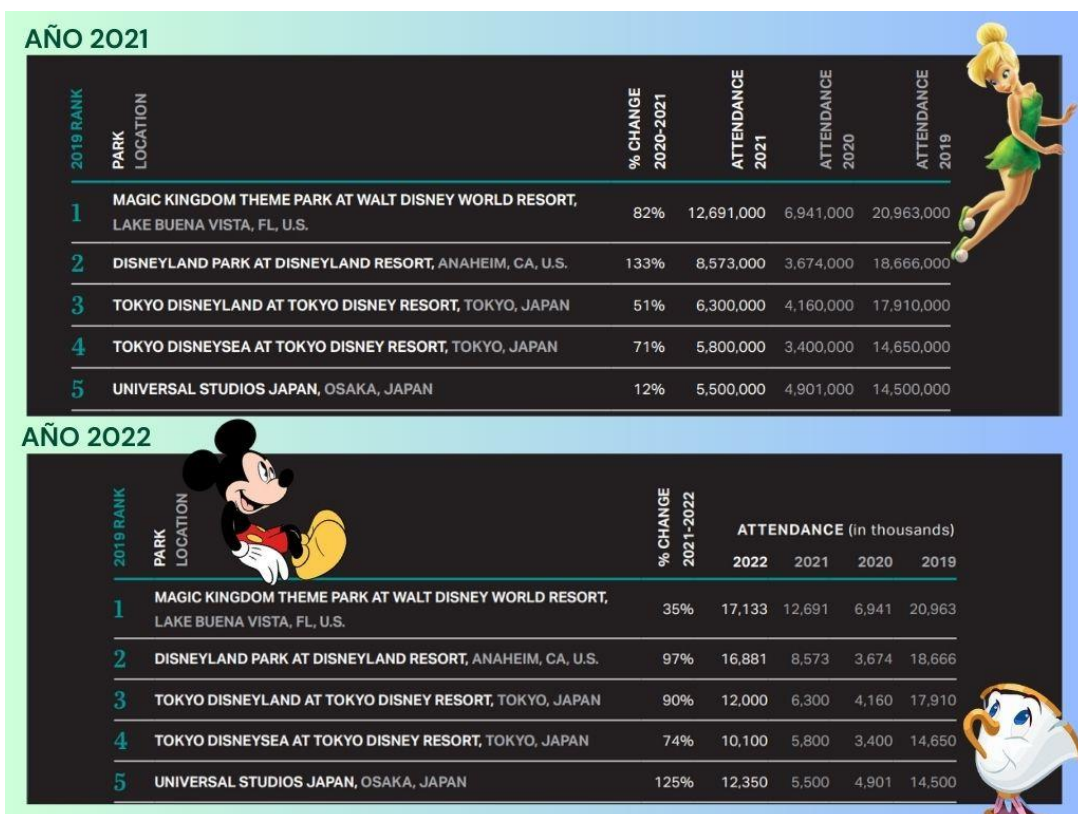 AÑO 2021
2019 RANK
PARK
LOCATION
% CHANGE
2020-2021
ATTENDANCE
2021
ATTENDANCE
2020
ATTENDANCE
2019
1 MAGIC KINGDOM THEME PARK AT WALT DISNEY WORLD RESORT,
LAKE BUENA VISTA, FL, U.S. 82% 12,691,000 6,941,000 20,963,000
2 DISNEYLAND PARK AT DISNEYLAND RESORT, ANAHEIM, CA, U.S. 133% 8,573,000 3,674,000 18,666,000
3 TOKYO DISNEYLAND AT TOKYO DISNEY RESORT, TOKYO, JAPAN 51% 6,300,000 4,160,000 17,910,000
4 TOKYO DISNEYSEA AT TOKYO DISNEY RESORT, TOKYO, JAPAN 71% 5,800,000 3,400,000 14,650,000
5 UNIVERSAL STUDIOS JAPAN, OSAKA, JAPAN 12% 5,500,000 4,901,000 14,500,000
AÑO 2022
2019 RANK
PARK
LOCATION
% CHANGE
2021-2022
ATTENDANCE (in thousands)
2022 2021 2020 2019
1 MAGIC KINGDOM THEME PARK AT WALT DISNEY WORLD RESORT,
LAKE BUENA VISTA, FL, U.S. 35% 17,133 12,691 6,941 20,963
2 DISNEYLAND PARK AT DISNEYLAND RESORT, ANAHEIM, CA, U.S. 97% 16,881 8,573 3,674 18,666
3 TOKYO DISNEYLAND AT TOKYO DISNEY RESORT, TOKYO, JAPAN 90% 12,000 6,300 4,160 17,910
4 TOKYO DISNEYSEA AT TOKYO DISNEY RESORT, TOKYO, JAPAN 74% 10,100 5,800 3,400 14,650
5 UNIVERSAL STUDIOS JAPAN, OSAKA, JAPAN 125% 12,350 5,500 4,901 14,500